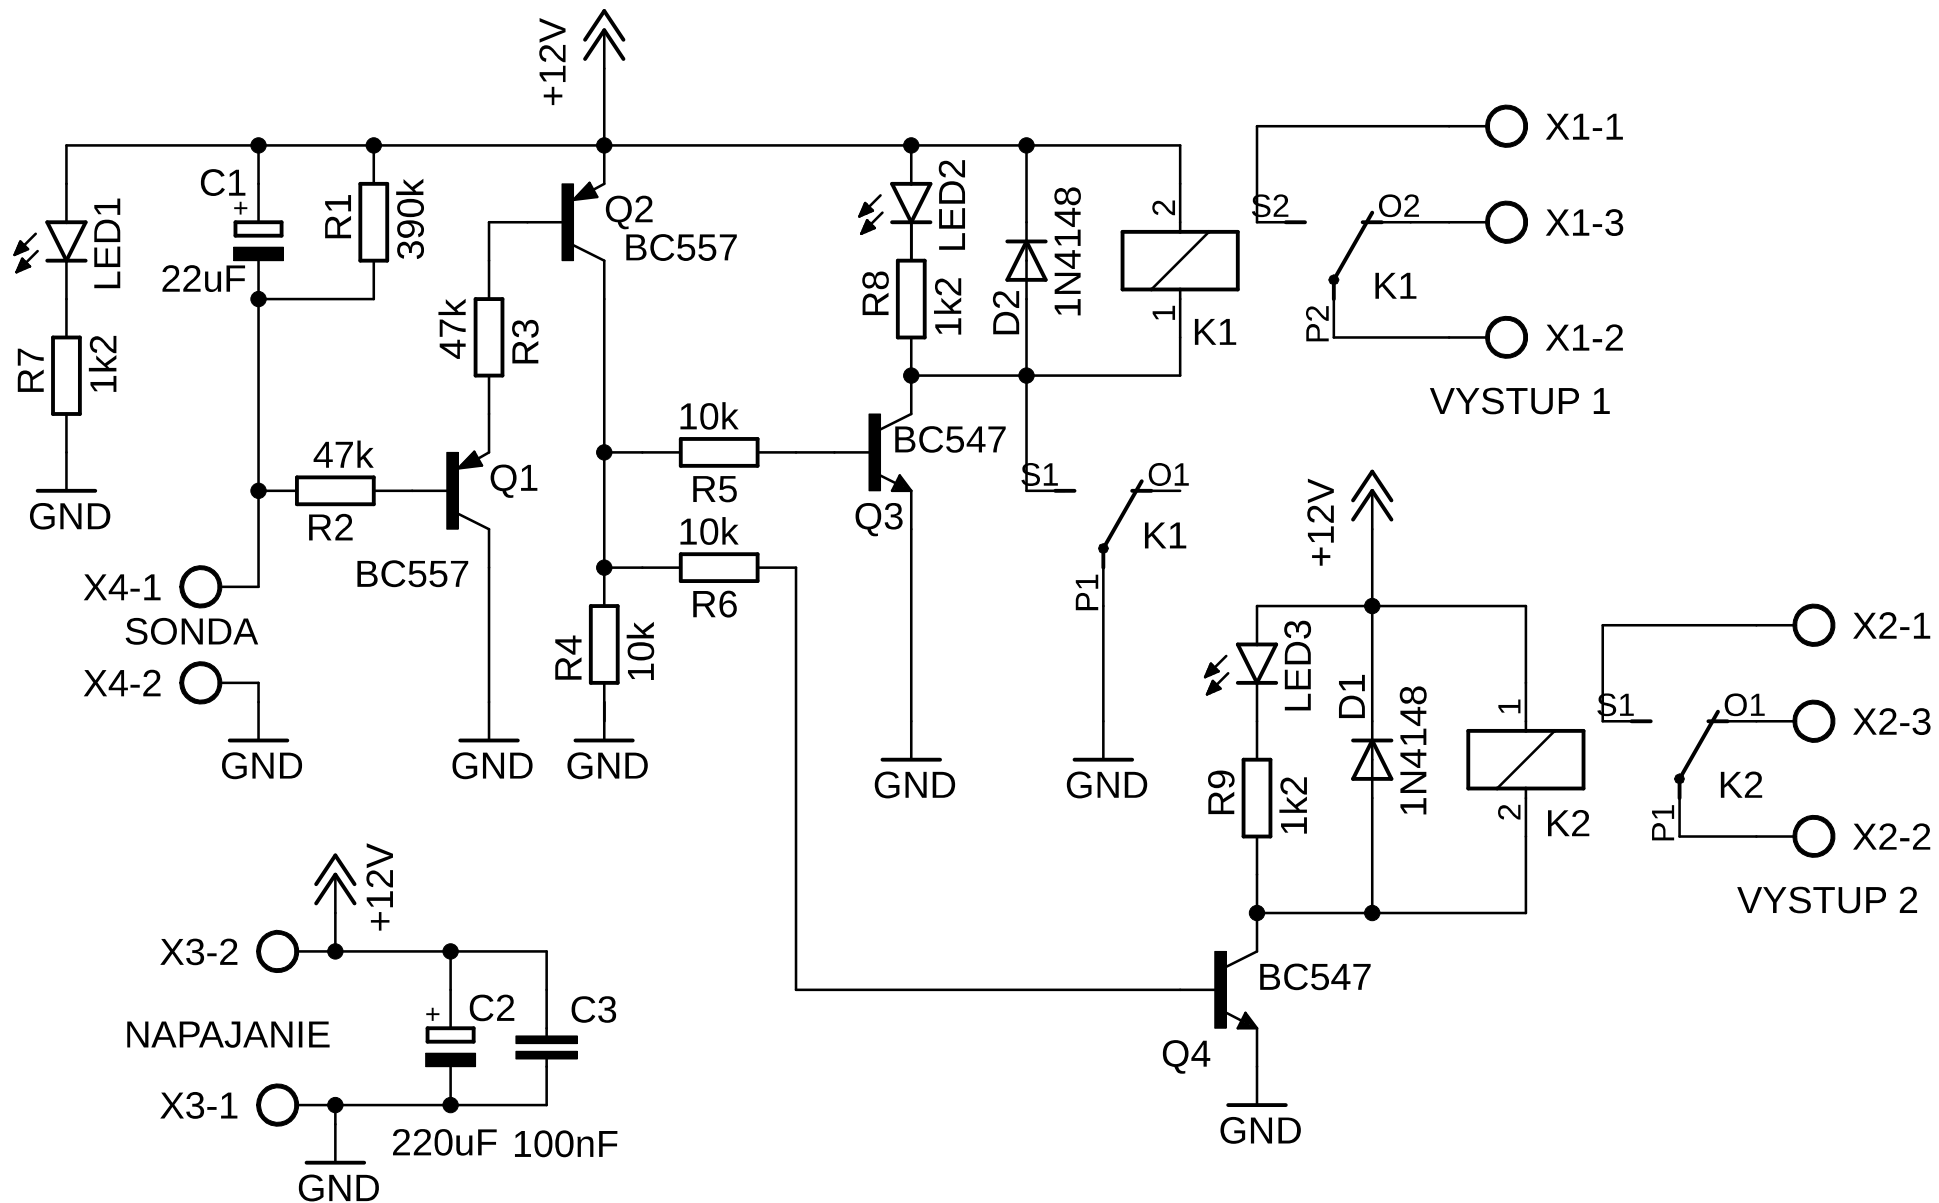 +12V
X1-1
C1
+
22uF
R1
390k
LED1
R7
1k2
GND
Q2
BC557
47k
R3
LED2
R8
1k2
D2
1N4148
2
1
K1
S2
O2
X1-3
K1
P2
X1-2
VYSTUP 1
47k
R2
Q1
BC557
10k
R5
10k
R6
BC547
Q3
S1
O1
K1
P1
X4-1
SONDA
X4-2
GND
GND
R4
10k
GND
GND
GND
+12V
LED3
R9
1k2
D1
1N4148
1
2
K2
X2-1
S1
O1
X2-3
K2
P1
X2-2
VYSTUP 2
+12V
X3-2
NAPAJANIE
X3-1
+
C2
C3
220uF
100nF
GND
BC547
Q4
GND